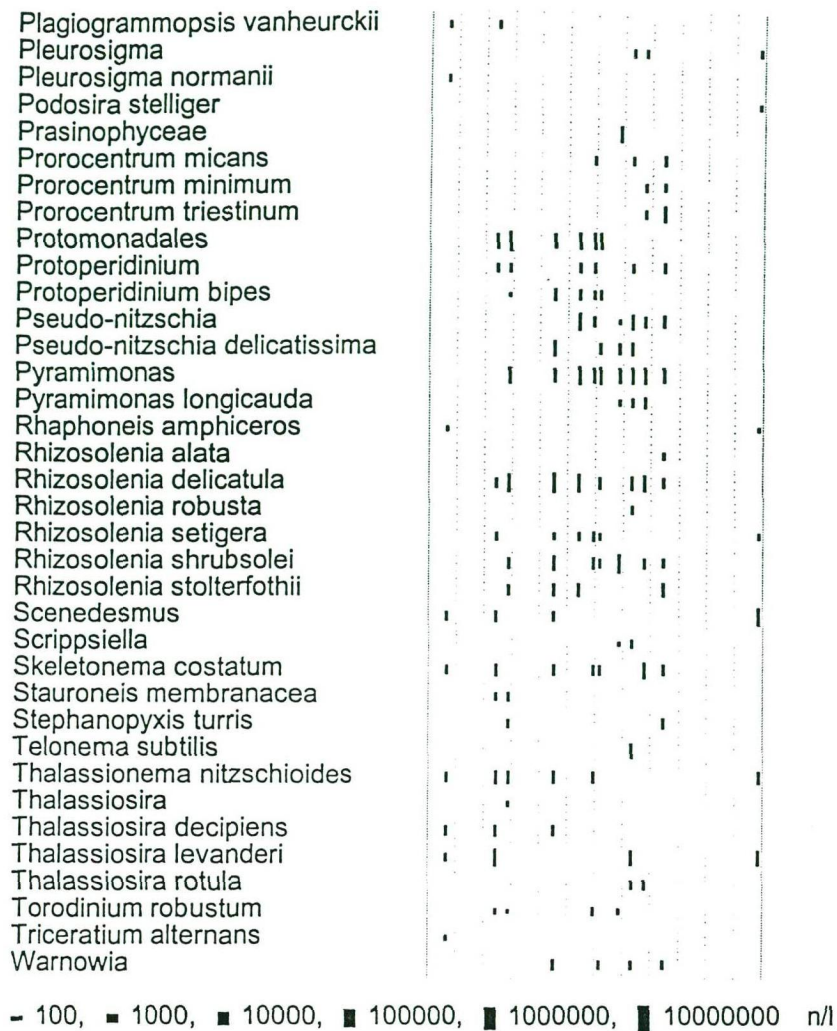 Plagiogrammopsis vanheurckii
Pleurosigma
Pleurosigma normanii
Podosira stelliger
Prasinophyceae
Prorocentrum micans
Prorocentrum minimum
Prorocentrum triestinum
Protomonadales
Protoperidinium
Protoperidinium bipes
Pseudo-nitzschia
Pseudo-nitzschia delicatissima
Pyramimonas
Pyramimonas longicauda
Rhaphoneis amphiceros
Rhizosolenia alata
Rhizosolenia delicatula
Rhizosolenia robusta
Rhizosolenia setigera
Rhizosolenia shrubsolei
Rhizosolenia stolterfothii
Scenedesmus
Scrippsiella
Skeletonema costatum
Stauroneis membranacea
Stephanopyxis turris
Telonema subtilis
Thalassionema nitzschioides
Thalassiosira
Thalassiosira decipiens
Thalassiosira levanderi
Thalassiosira rotula
Torodinium robustum
Triceratium alternans
Warnowia
100, 1000, 10000, 100000, 1000000, 10000000 n/l